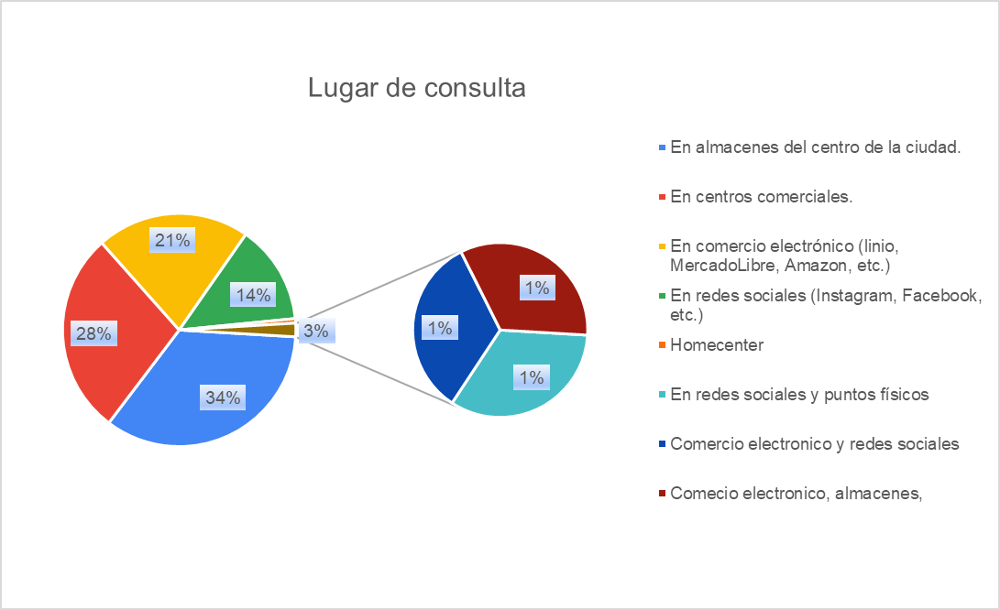 Lugar de consulta
21%
14%
28%
3%
34%
1%
1%
1%
En almacenes del centro de la ciudad.
En centros comerciales.
En comercio electrónico (linio,
MercadoLibre, Amazon, etc.)
En redes sociales (Instagram, Facebook,
etc.)
Homecenter
En redes sociales y puntos físicos
Comercio electronico y redes sociales
Comecio electronico, almacenes,